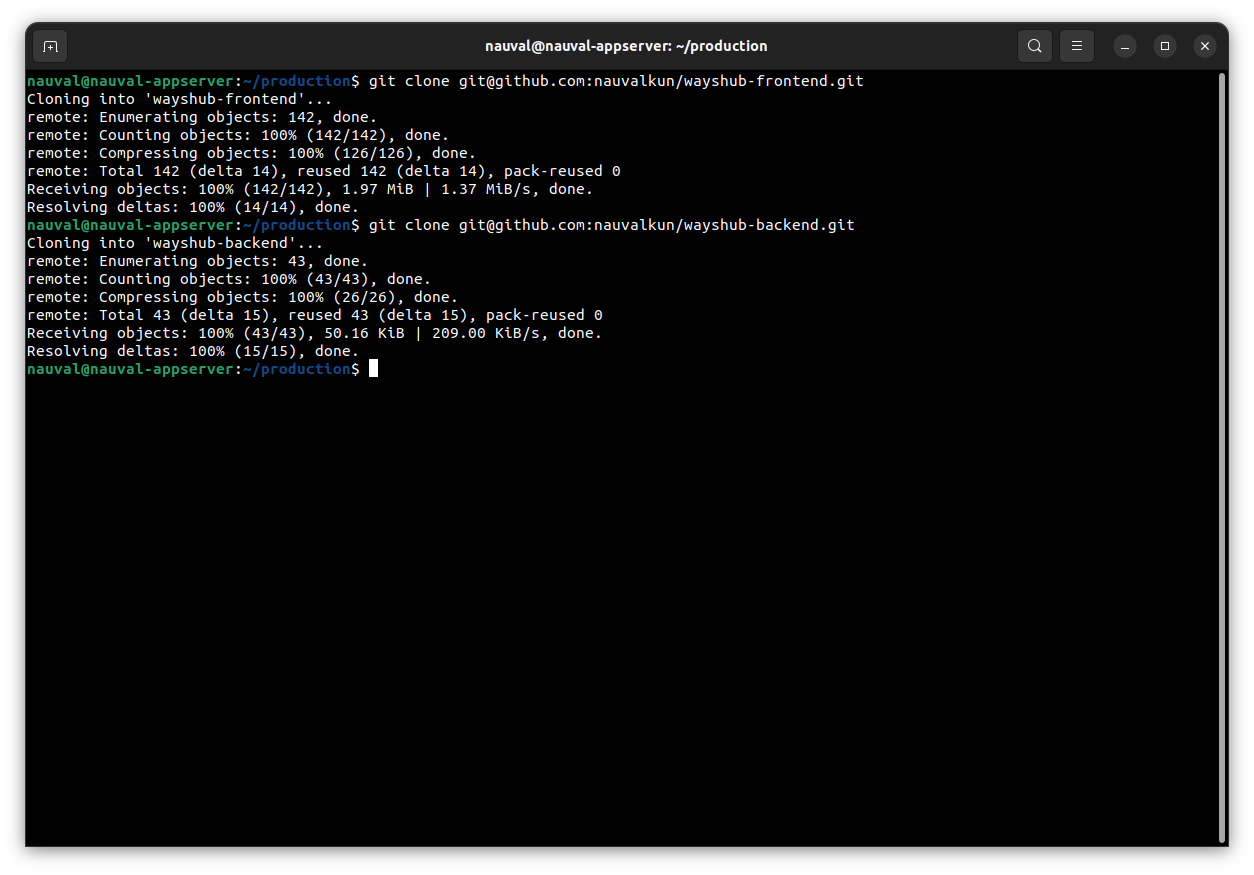 nauval@nauval-appserver: ~/production
nauval@nauval-appserver:~/production$ git clone git@github.com:nauvalkun/wayshub-frontend.git
Cloning into 'wayshub-frontend'...
remote: Enumerating objects: 142, done.
remote: Counting objects: 100% (142/142), done.
remote: Compressing objects: 100% (126/126), done.
remote: Total 142 (delta 14), reused 142 (delta 14), pack-reused 0
Receiving objects: 100% (142/142), 1.97 MiB | 1.37 MiB/s, done.
Resolving deltas: 100% (14/14), done.
nauval@nauval-appserver:~/production$ git clone git@github.com:nauvalkun/wayshub-backend.git
Cloning into 'wayshub-backend'...
remote: Enumerating objects: 43, done.
remote: Counting objects: 100% (43/43), done.
remote: Compressing objects: 100% (26/26), done.
remote: Total 43 (delta 15), reused 43 (delta 15), pack-reused 0
Receiving objects: 100% (43/43), 50.16 KiB | 209.00 KiB/s, done.
Resolving deltas: 100% (15/15), done.
nauval@nauval-appserver:~/production$